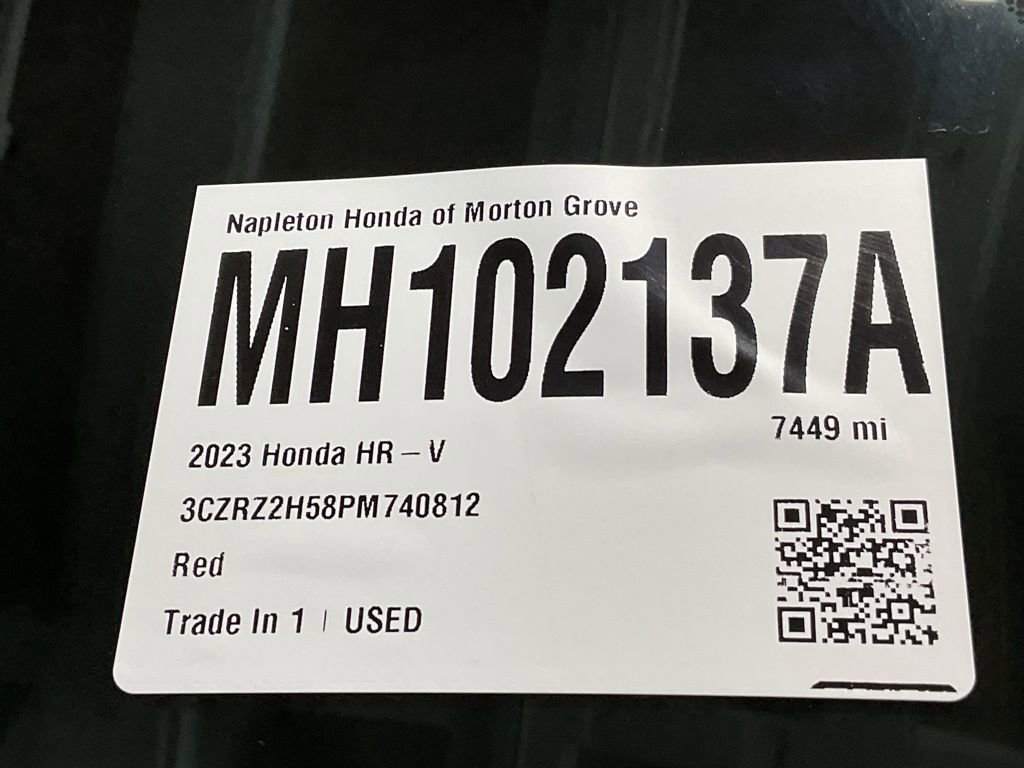 Napleton Honda of Morton Grove
MH102137A
7449 mi
2023 Honda HR – V
3CZRZ2H58PM740812
Red
Trade In 1 | USED